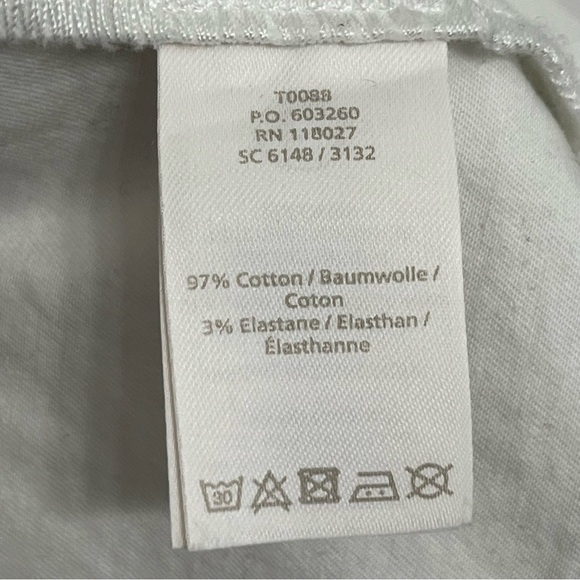 T0088
P.O. 603260
RN 118027
SC 6148 / 3132
97% Cotton / Baumwolle /
Coton
3% Elastane / Elasthan /
Élasthanne
30